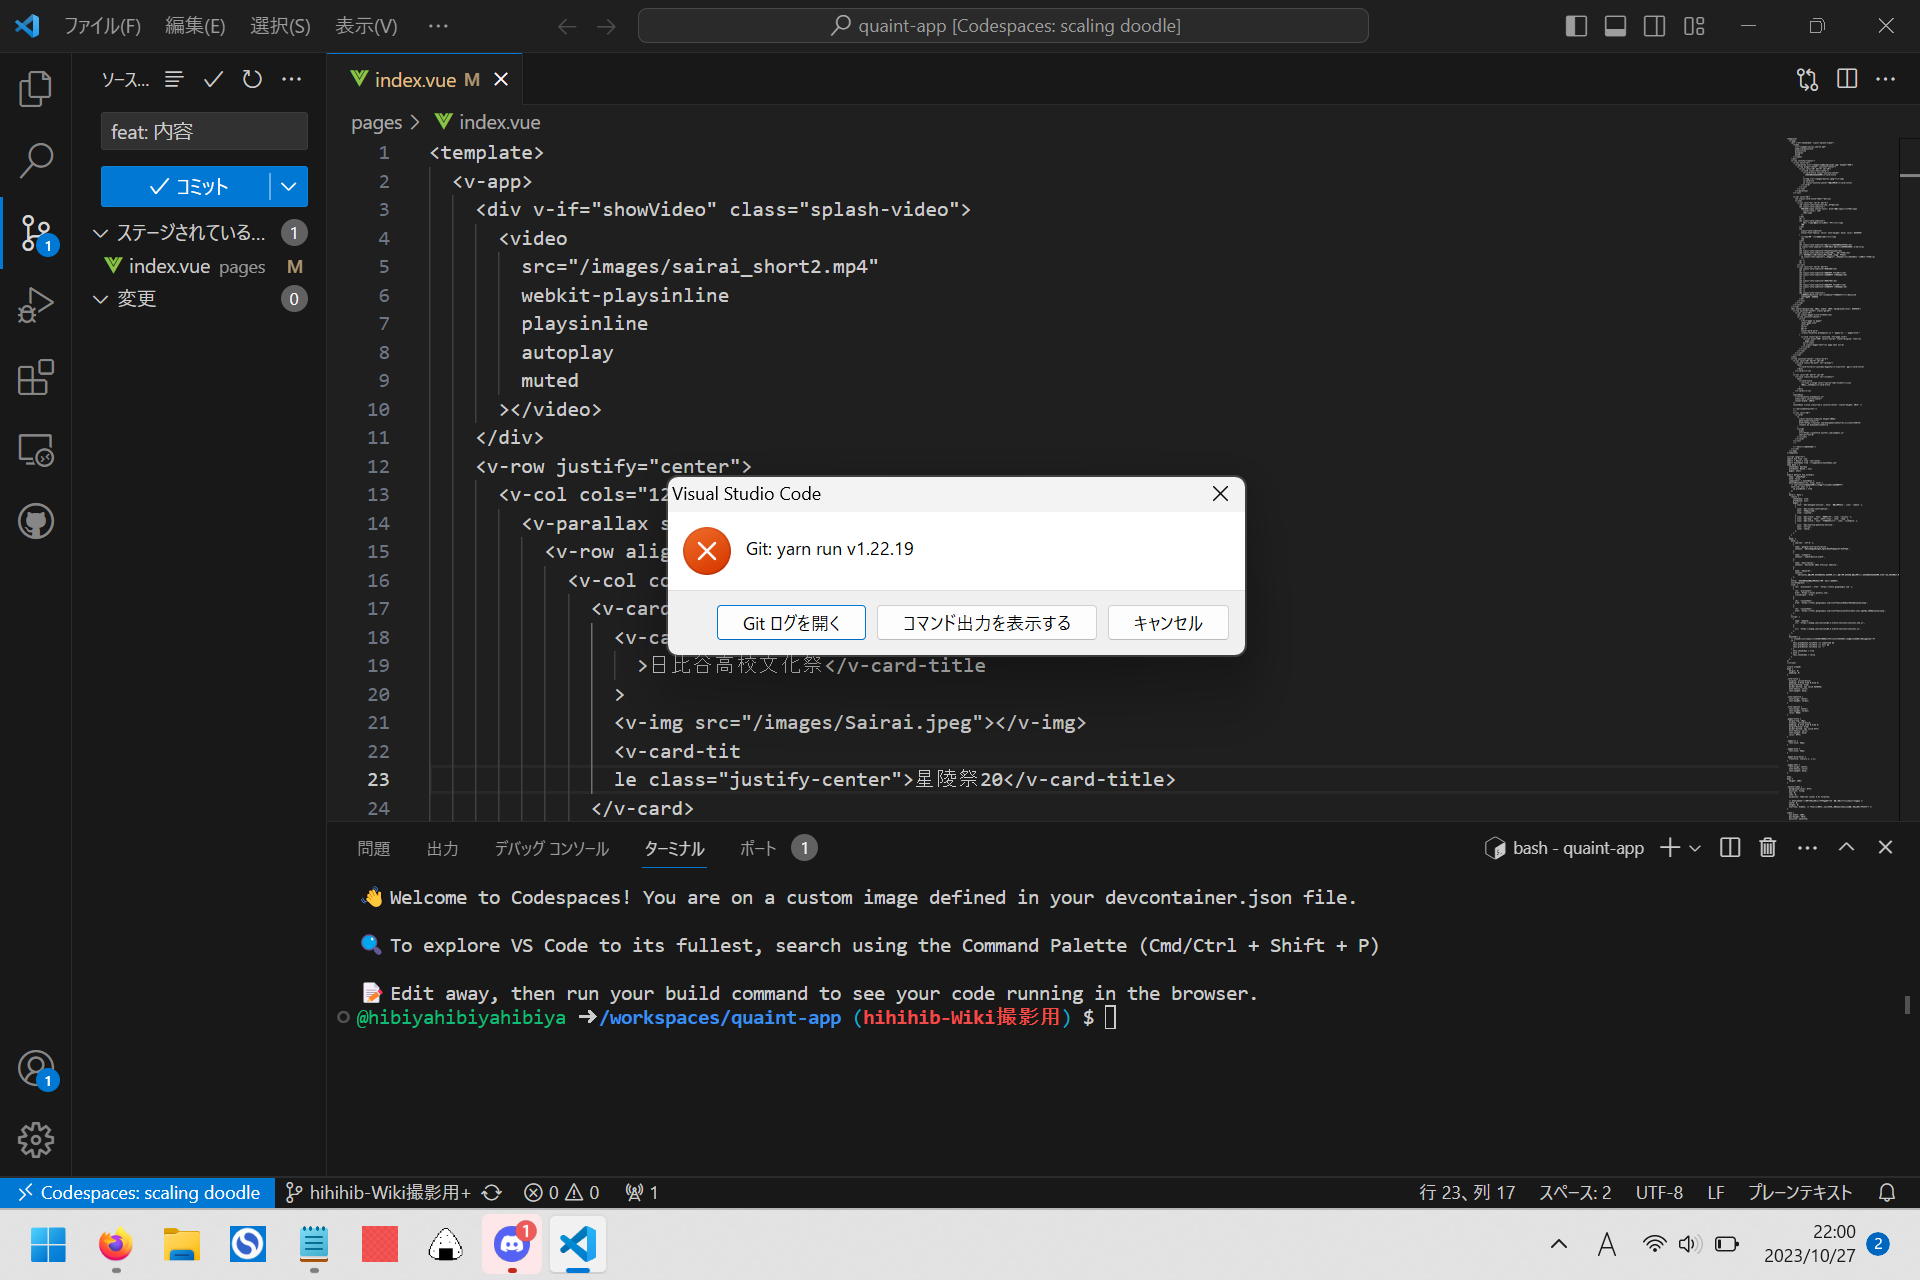 ファイル(F) 編集(E) 選択(S) 表示(V) ··· quaint-app [Codespaces: scaling doodle]
ソース... ···
index.vue M
feat: 内容
コミット
ステージされている... 1
index.vue pages M
変更 0
1
1
pages > index.vue
1 <template>
2 <v-app>
3 <div v-if="showVideo" class="splash-video">
4 <video
5 src="/images/sairai_short2.mp4"
6 webkit-playsinline
7 playsinline
8 autoplay
9 muted
10 ></video>
11 </div>
12 <v-row justify="center">
13 <v-col cols="12
14 <v-parallax s
15 <v-row alig
16 <v-col co
17 <v-card
18 <v-ca
19 >日比谷高校文化祭</v-card-title
20 >
21 <v-img src="/images/Sairai.jpeg"></v-img>
22 <v-card-tit
23 le class="justify-center">星陵祭20</v-card-title>
24 </v-card>
Visual Studio Code
Git: yarn run v1.22.19
Git ログを開く コマンド出力を表示する キャンセル
問題 出力 デバッグ コンソール ターミナル ポート 1 bash - quaint-app
👋 Welcome to Codespaces! You are on a custom image defined in your devcontainer.json file.
🔍 To explore VS Code to its fullest, search using the Command Palette (Cmd/Ctrl + Shift + P)
📝 Edit away, then run your build command to see your code running in the browser.
@hibiyahibiyahibiya ➜/workspaces/quaint-app (hihihib-Wiki撮影用) $
Codespaces: scaling doodle hihihib-Wiki撮影用+ 0 0 1 行 23、列 17 スペース: 2 UTF-8 LF プレーンテキスト
1 A 22:00 2
2023/10/27